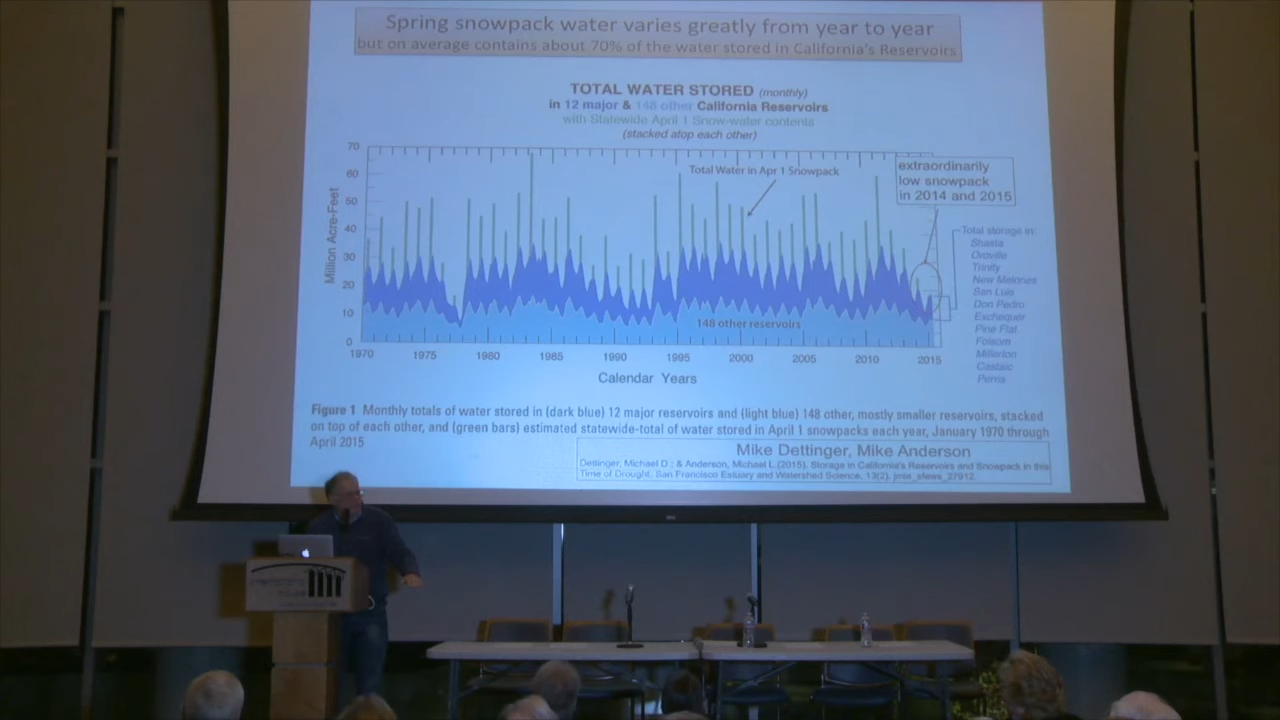 Spring snowpack water varies greatly from year to year
but on average contains about 70% of the water stored in California's Reservoirs
TOTAL WATER STORED (monthly)
in 12 major & 148 other California Reservoirs
with Statewide April 1 Snow-water contents
(stacked atop each other)
Million Acre-Feet
70
60
50
40
30
20
10
0
Total Water in Apr 1 Snowpack
extraordinarily
low snowpack
in 2014 and 2015
148 other reservoirs
Total storage in:
Shasta
Oroville
Trinity
New Melones
San Luis
Don Pedro
Exchequer
Pine Flat
Folsom
Millerton
Castaic
Perris
1970 1975 1980 1985 1990 1995 2000 2005 2010 2015
Calendar Years
Figure 1 Monthly totals of water stored in (dark blue) 12 major reservoirs and (light blue) 148 other, mostly smaller reservoirs, stacked
on top of each other, and (green bars) estimated statewide-total of water stored in April 1 snowpacks each year, January 1970 through
April 2015
Mike Dettinger, Mike Anderson
Dettinger, Michael D.; & Anderson, Michael L.(2015). Storage in California's Reservoirs and Snowpack in this
Time of Drought. San Francisco Estuary and Watershed Science, 13(2). jmie_sfews_27912.